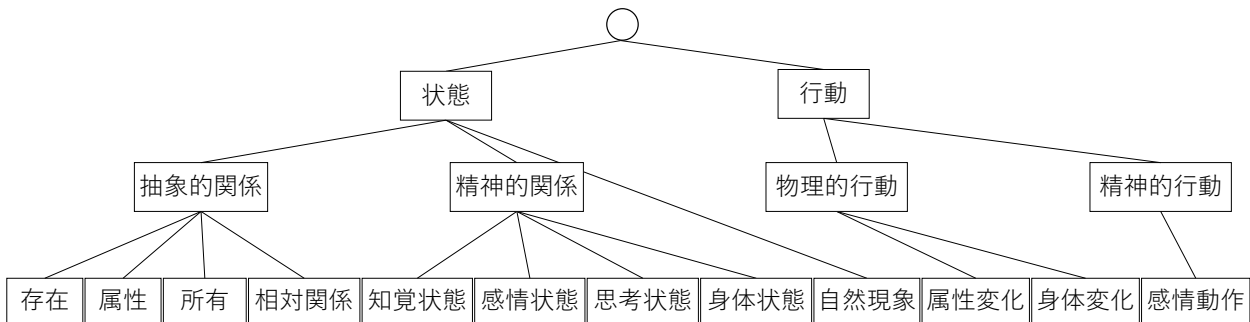 状態
行動
抽象的関係
精神的関係
物理的行動
精神的行動
存在
属性
所有
相対関係
知覚状態
感情状態
思考状態
身体状態
自然現象
属性変化
身体変化
感情動作